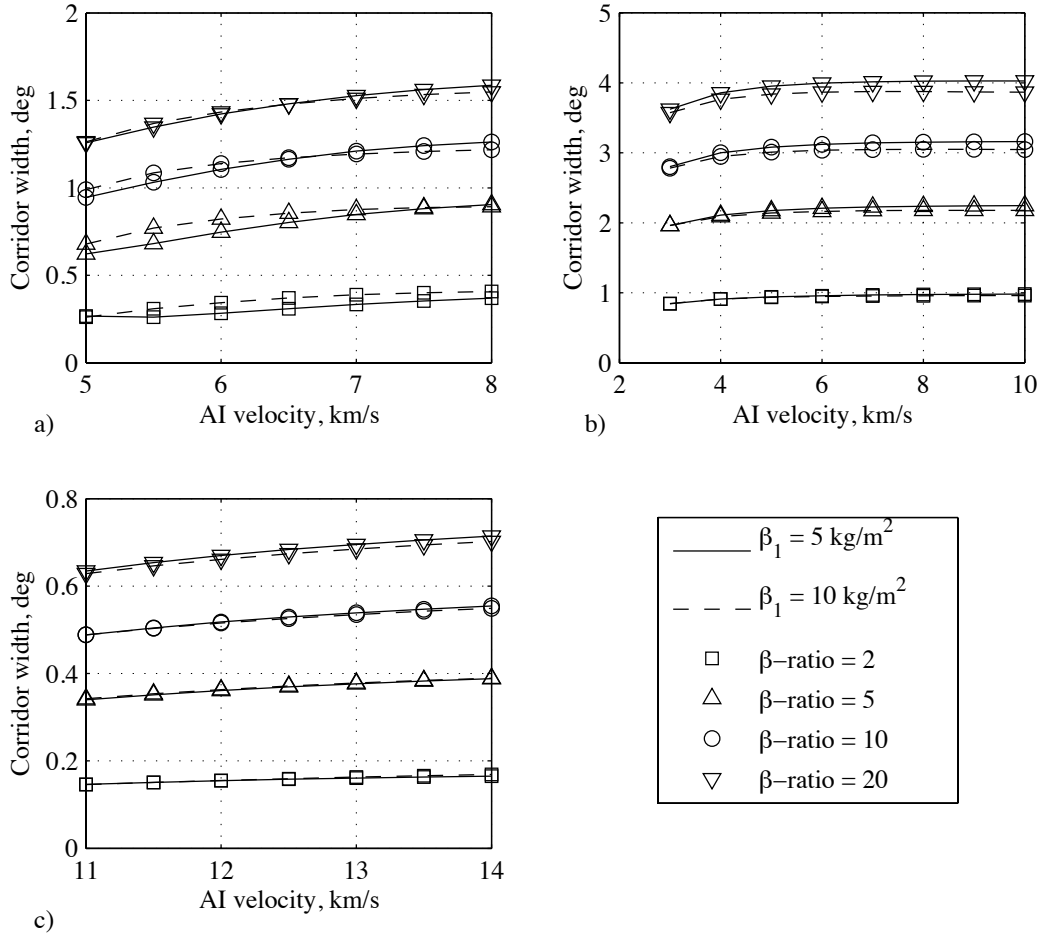 2
1.5
1
0.5
0
Corridor width, deg
5 6 7 8
AI velocity, km/s
a)
5
4
3
2
1
0
Corridor width, deg
2 4 6 8 10
AI velocity, km/s
b)
0.8
0.6
0.4
0.2
0
Corridor width, deg
11 12 13 14
AI velocity, km/s
c)
β₁ = 5 kg/m²
β₁ = 10 kg/m²
β−ratio = 2
β−ratio = 5
β−ratio = 10
β−ratio = 20